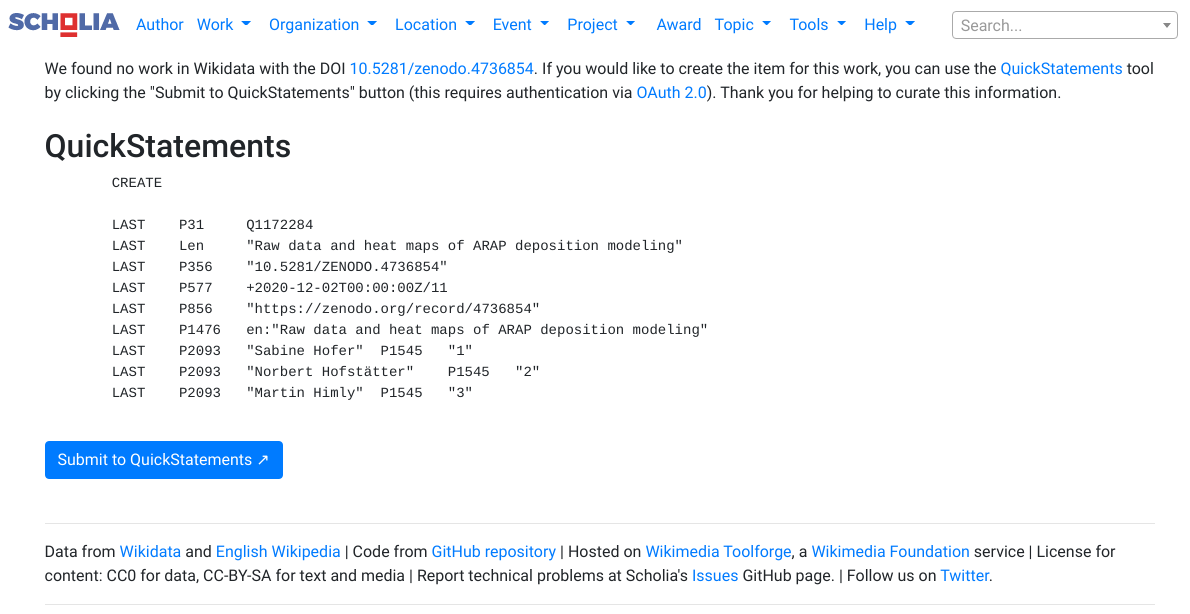 SCHOLIA Author Work Organization Location Event Project Award Topic Tools Help Search...
We found no work in Wikidata with the DOI 10.5281/zenodo.4736854. If you would like to create the item for this work, you can use the QuickStatements tool
by clicking the "Submit to QuickStatements" button (this requires authentication via OAuth 2.0). Thank you for helping to curate this information.
QuickStatements
CREATE
LAST P31 Q1172284
LAST Len "Raw data and heat maps of ARAP deposition modeling"
LAST P356 "10.5281/ZENODO.4736854"
LAST P577 +2020-12-02T00:00:00Z/11
LAST P856 "https://zenodo.org/record/4736854"
LAST P1476 en:"Raw data and heat maps of ARAP deposition modeling"
LAST P2093 "Sabine Hofer" P1545 "1"
LAST P2093 "Norbert Hofstätter" P1545 "2"
LAST P2093 "Martin Himly" P1545 "3"
Submit to QuickStatements ↗
Data from Wikidata and English Wikipedia | Code from GitHub repository | Hosted on Wikimedia Toolforge, a Wikimedia Foundation service | License for
content: CC0 for data, CC-BY-SA for text and media | Report technical problems at Scholia's Issues GitHub page. | Follow us on Twitter.